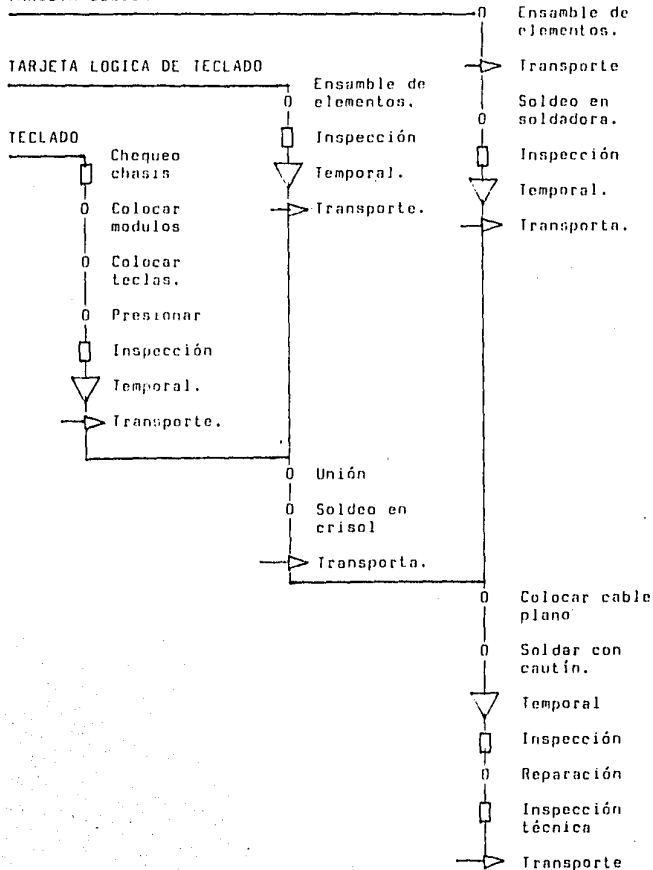 Ensamble de
elementos.
Transporte
Soldeo en
soldadora.
Inspección
Temporal.
Transporta.
TARJETA LOGICA DE TECLADO
Ensamble de
elementos.
Inspección
Temporal.
Transporte.
TECLADO
Chequeo
chasis
Colocar
modulos
Colocar
teclas.
Presionar
Inspección
Temporal.
Transporte.
Unión
Soldeo en
crisol
Transporta.
Colocar cable
plano
Soldar con
cautín.
Temporal
Inspección
Reparación
Inspección
técnica
Transporte